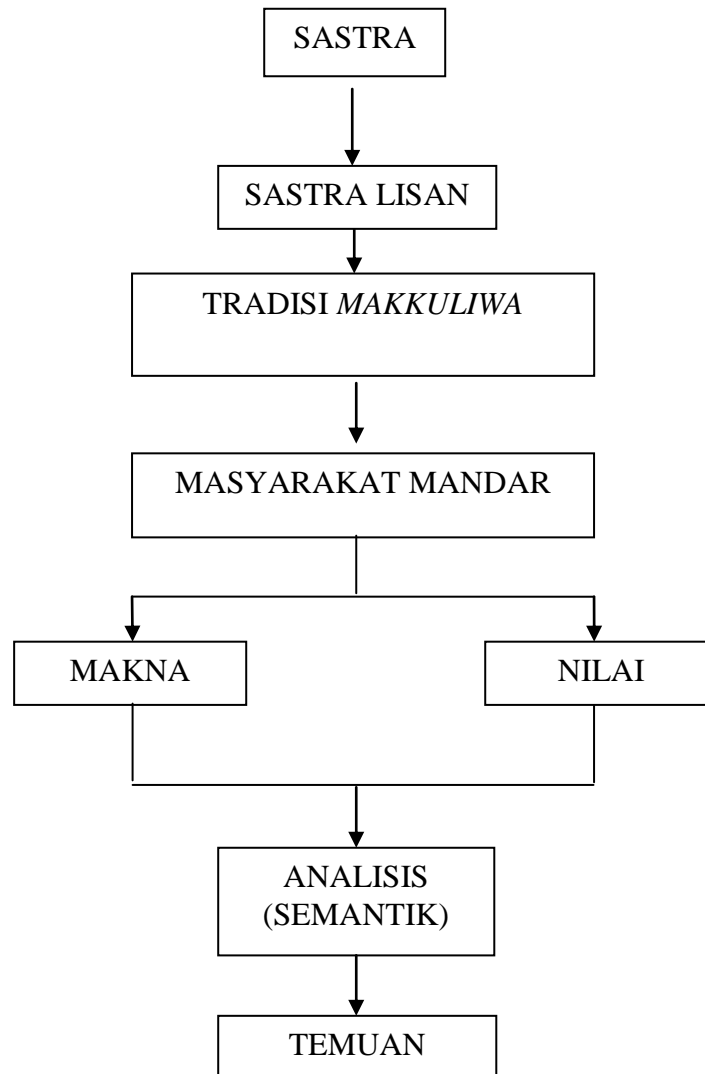 SASTRA
SASTRA LISAN
TRADISI MAKKULIWA
MASYARAKAT MANDAR
MAKNA
NILAI
ANALISIS
(SEMANTIK)
TEMUAN